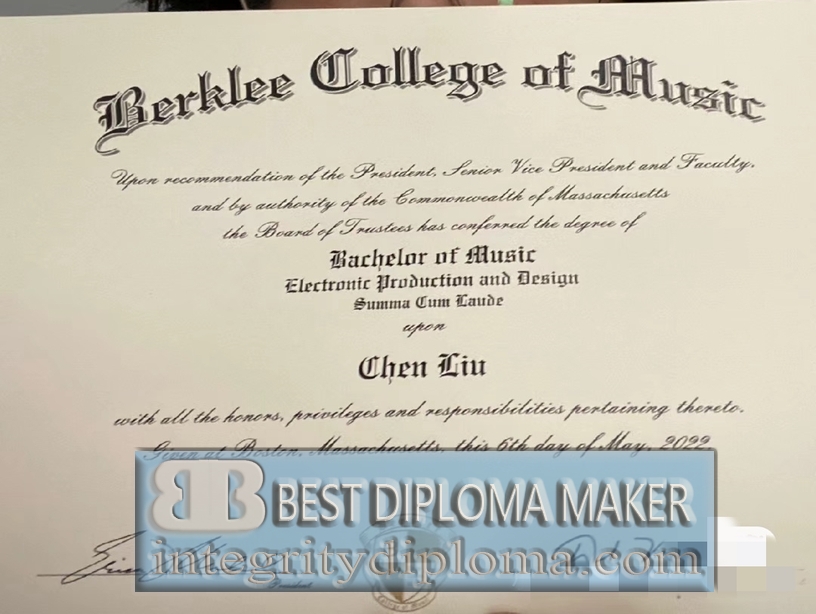 Berklee College of Music
Upon recommendation of the President, Senior Vice President and Faculty,
and by authority of the Commonwealth of Massachusetts
the Board of Trustees has conferred the degree of
Bachelor of Music
Electronic Production and Design
Summa Cum Laude
upon
Chen Liu
with all the honors, privileges and responsibilities pertaining thereto.
Given at Boston, Massachusetts, this 6th day of May, 2022.
BEST DIPLOMA MAKER
integritydiploma.com